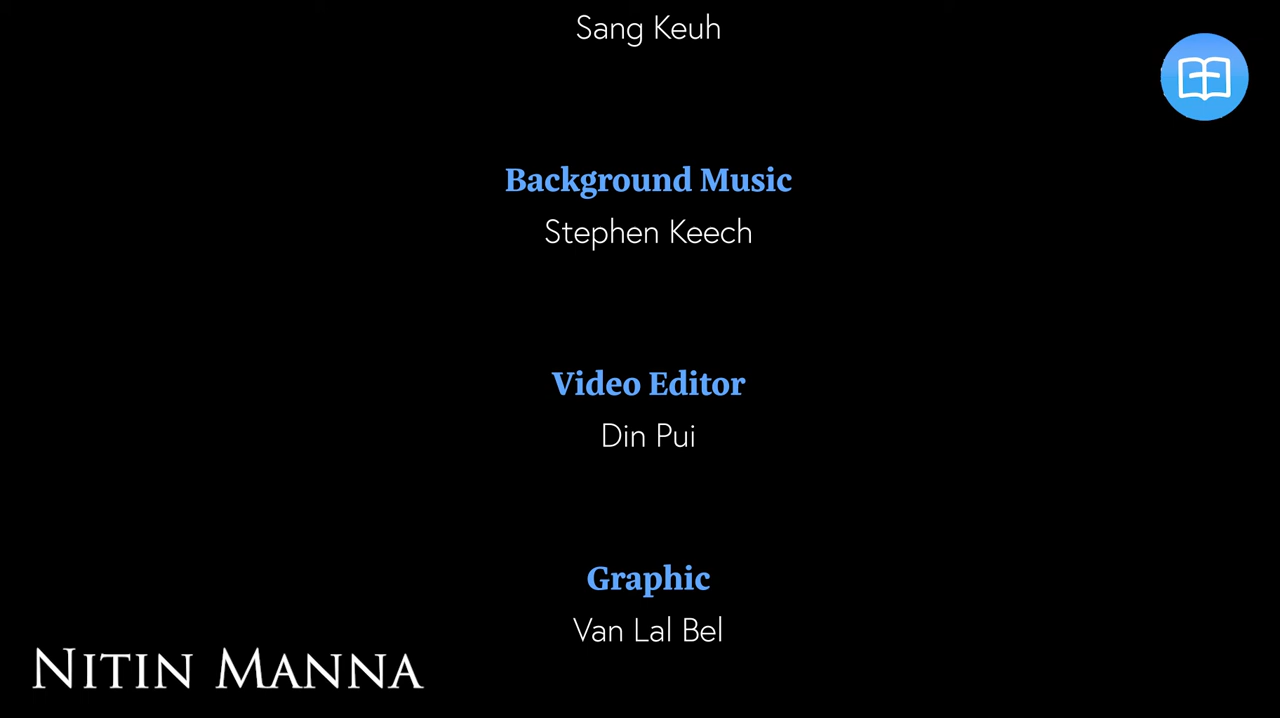 Sang Keuh
Background Music
Stephen Keech
Video Editor
Din Pui
Graphic
Van Lal Bel
NITIN MANNA